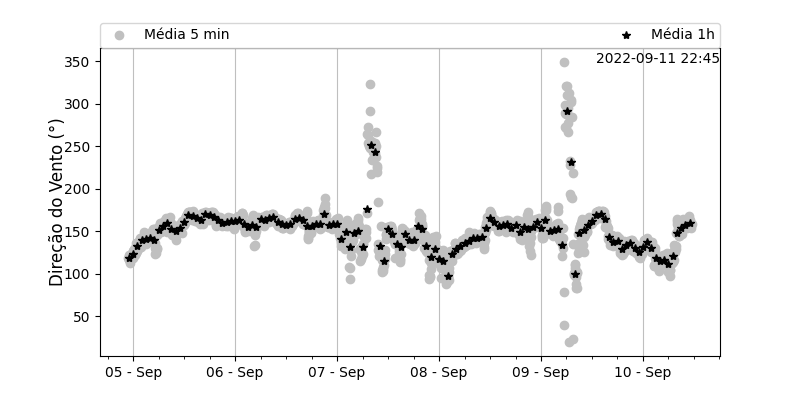 Média 5 min
Média 1h
2022-09-11 22:45
Direção do Vento (°)
350
300
250
200
150
100
50
05 - Sep
06 - Sep
07 - Sep
08 - Sep
09 - Sep
10 - Sep